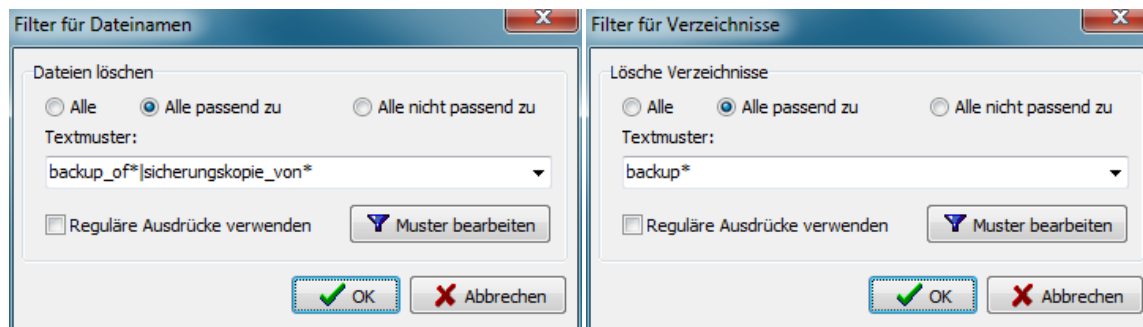 Filter für Dateinamen
Dateien löschen
Alle Alle passend zu Alle nicht passend zu
Textmuster:
backup_of*|sicherungskopie_von*
Reguläre Ausdrücke verwenden Muster bearbeiten
OK Abbrechen
Filter für Verzeichnisse
Lösche Verzeichnisse
Alle Alle passend zu Alle nicht passend zu
Textmuster:
backup*
Reguläre Ausdrücke verwenden Muster bearbeiten
OK Abbrechen